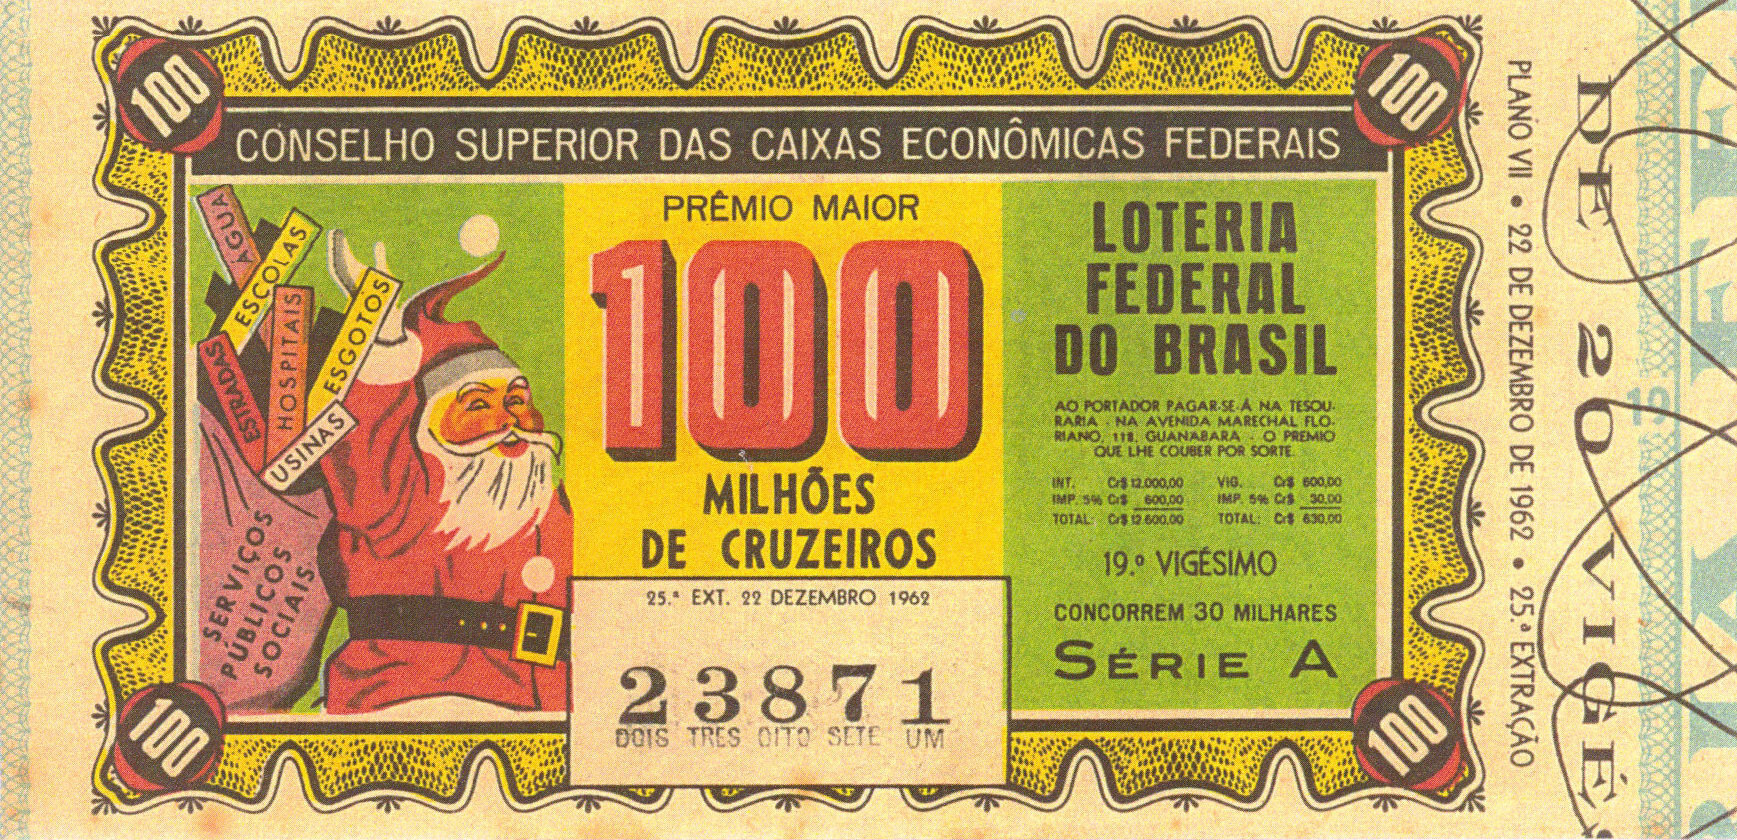 100
100
CONSELHO SUPERIOR DAS CAIXAS ECONÔMICAS FEDERAIS
ÁGUA
ESCOLAS
HOSPITAIS
ESGOTOS
ESTRADAS
USINAS
SERVIÇOS
PÚBLICOS
SOCIAIS
PRÊMIO MAIOR
100
MILHÕES
DE CRUZEIROS
25.ª EXT. 22 DEZEMBRO 1962
23871
DOIS TRES OITO SETE UM
LOTERIA
FEDERAL
DO BRASIL
AO PORTADOR PAGAR-SE-Á NA TESOU-
RARIA - NA AVENIDA MARECHAL FLO-
RIANO, 118, GUANABARA - O PREMIO
QUE LHE COUBER POR SORTE.
INT. Cr$ 12.000,00 VIG. Cr$ 600,00
IMP. 5% Cr$ 600,00 IMP. 5% Cr$ 30,00
TOTAL: Cr$ 12.600,00 TOTAL: Cr$ 630,00
19.º VIGÉSIMO
CONCORREM 30 MILHARES
SÉRIE A
100
100
PLANO VII • 22 DE DEZEMBRO DE 1962 • 25.ª EXTRAÇÃO
DE 20 VIGÉ
19